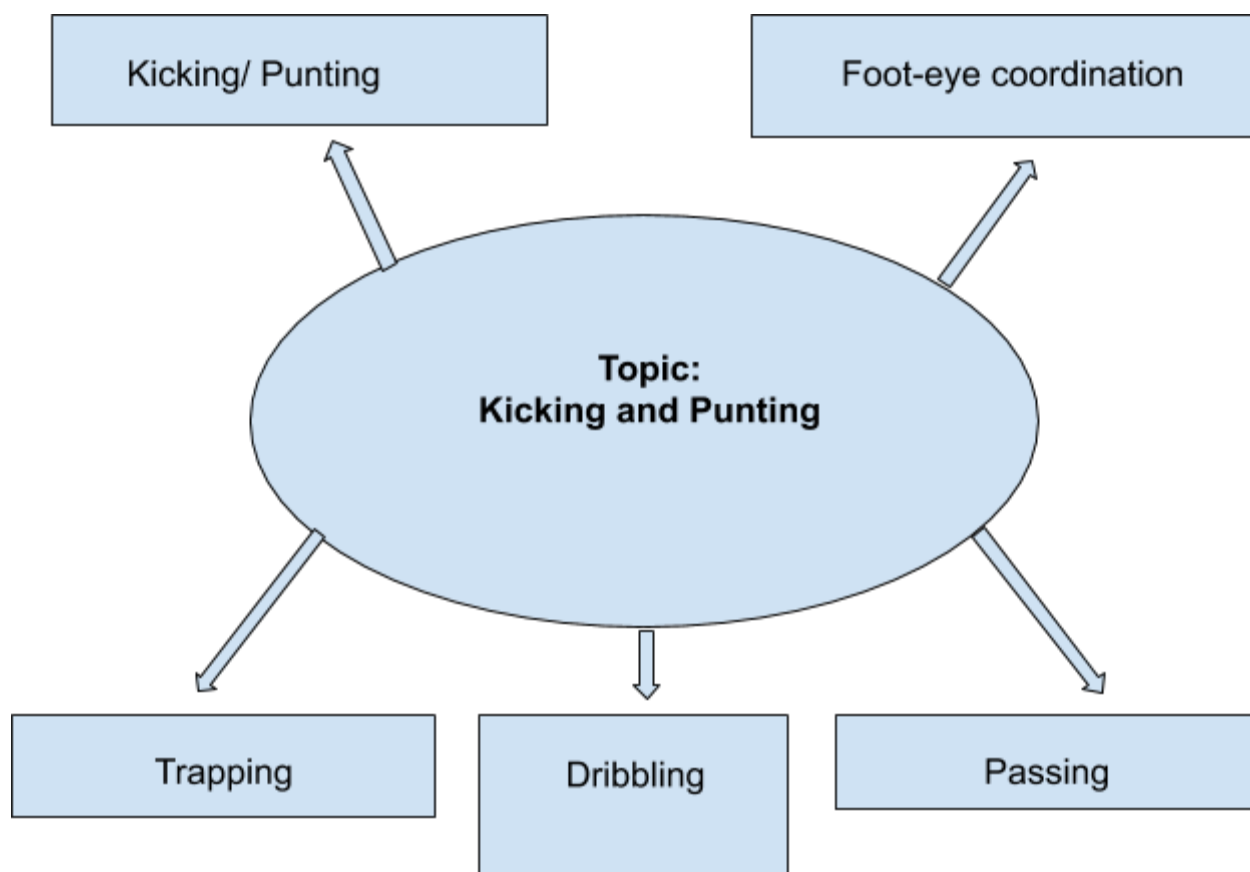 Kicking/ Punting
Foot-eye coordination
Topic:
Kicking and Punting
Trapping
Dribbling
Passing